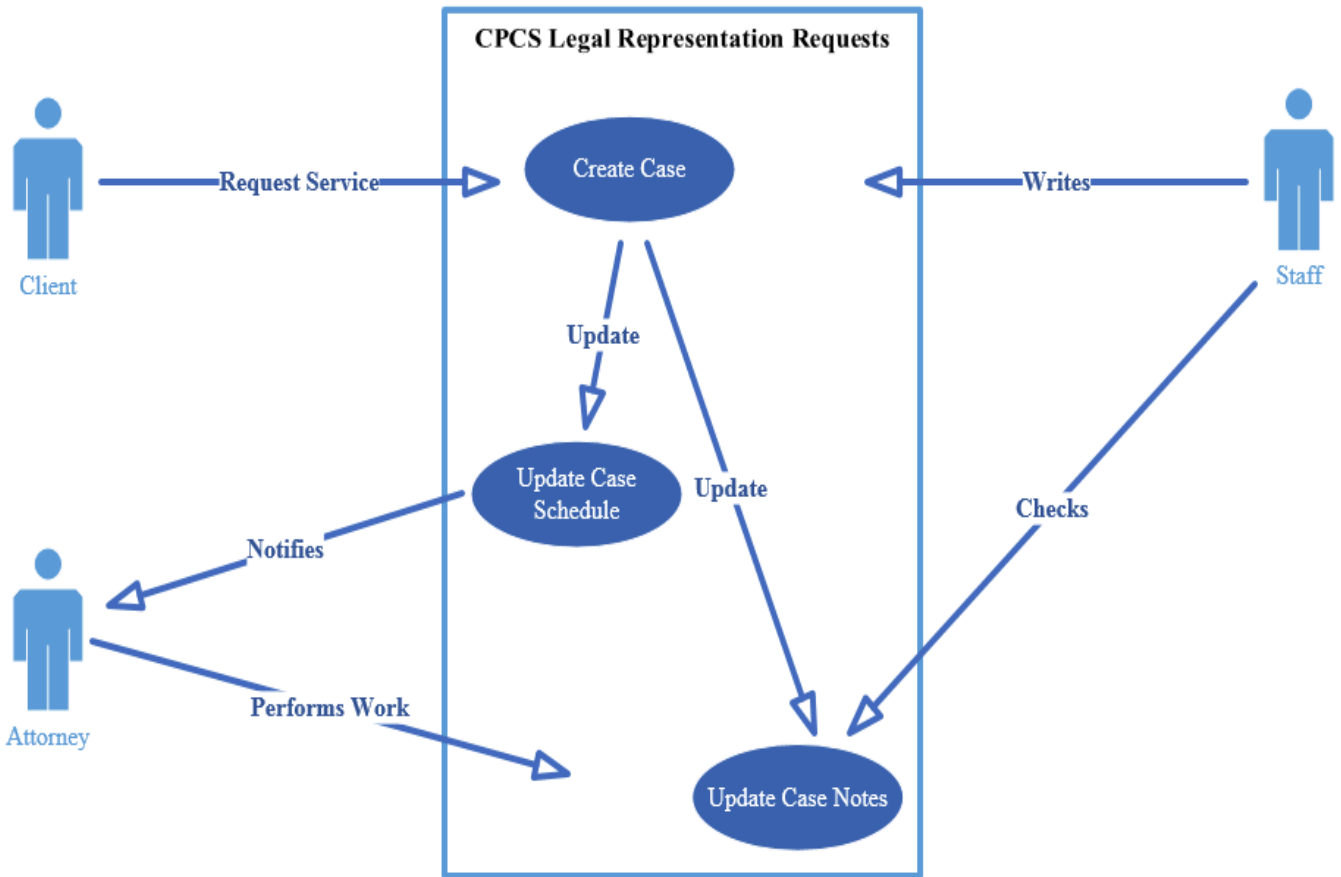 CPCS Legal Representation Requests
Create Case
Request Service
Writes
Client
Staff
Update
Update Case
Schedule
Update
Checks
Notifies
Performs Work
Attorney
Update Case Notes